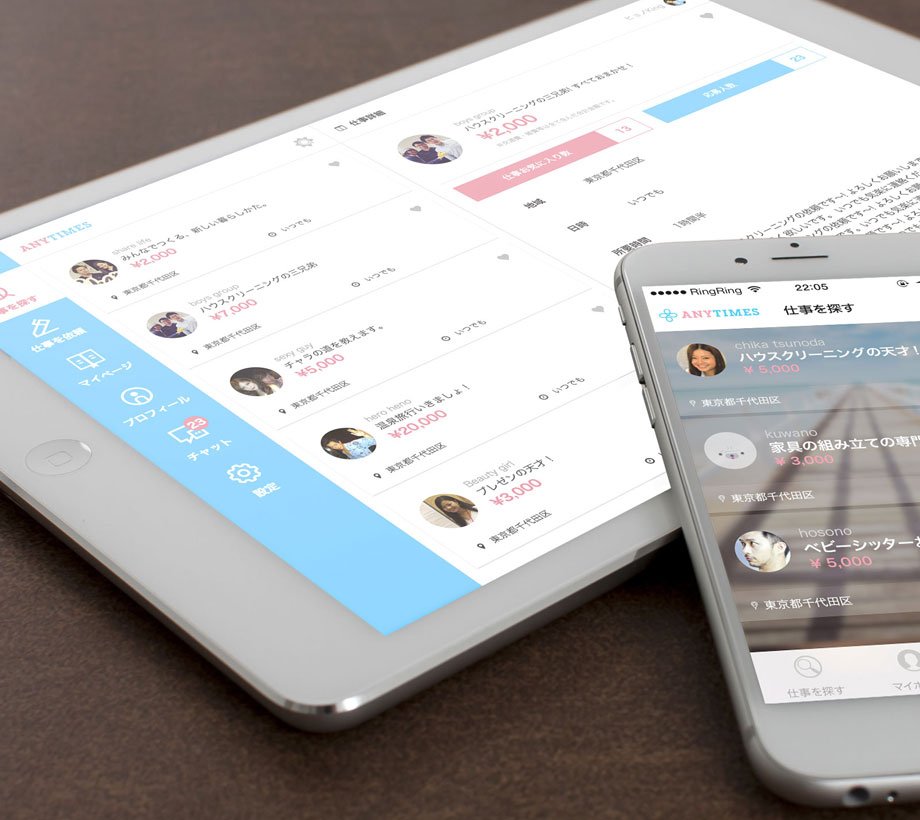 ANYTIMES
仕事を依頼
マイページ
プロフィール
23
チャット
設定
share life
みんなでつくる、新しい暮らしかた。
¥2,000
東京都千代田区
いつでも
boys group
ハウスクリーニングの三兄弟
¥7,000
東京都千代田区
いつでも
sexy guy
チャラの道を教えます。
¥5,000
東京都千代田区
いつでも
hero heno
温泉旅行いきましょ！
¥20,000
東京都千代田区
いつでも
Beauty girl
プレゼンの天才！
¥3,000
東京都千代田区
仕事詳細
boys group
ハウスクリーニングの三兄弟! すべておまかせ！
¥2,000
仕事お気に入り数
13
応募人数
23
地域
東京都千代田区
日時
いつでも
所要時間
1時間半
RingRing
22:05
ANYTIMES
仕事を探す
chika tsunoda
ハウスクリーニングの天才！
¥ 5,000
東京都千代田区
kuwano
家具の組み立ての専門
¥ 3,000
東京都千代田区
hosono
ベビーシッター
¥ 5,000
東京都千代田区
仕事を探す